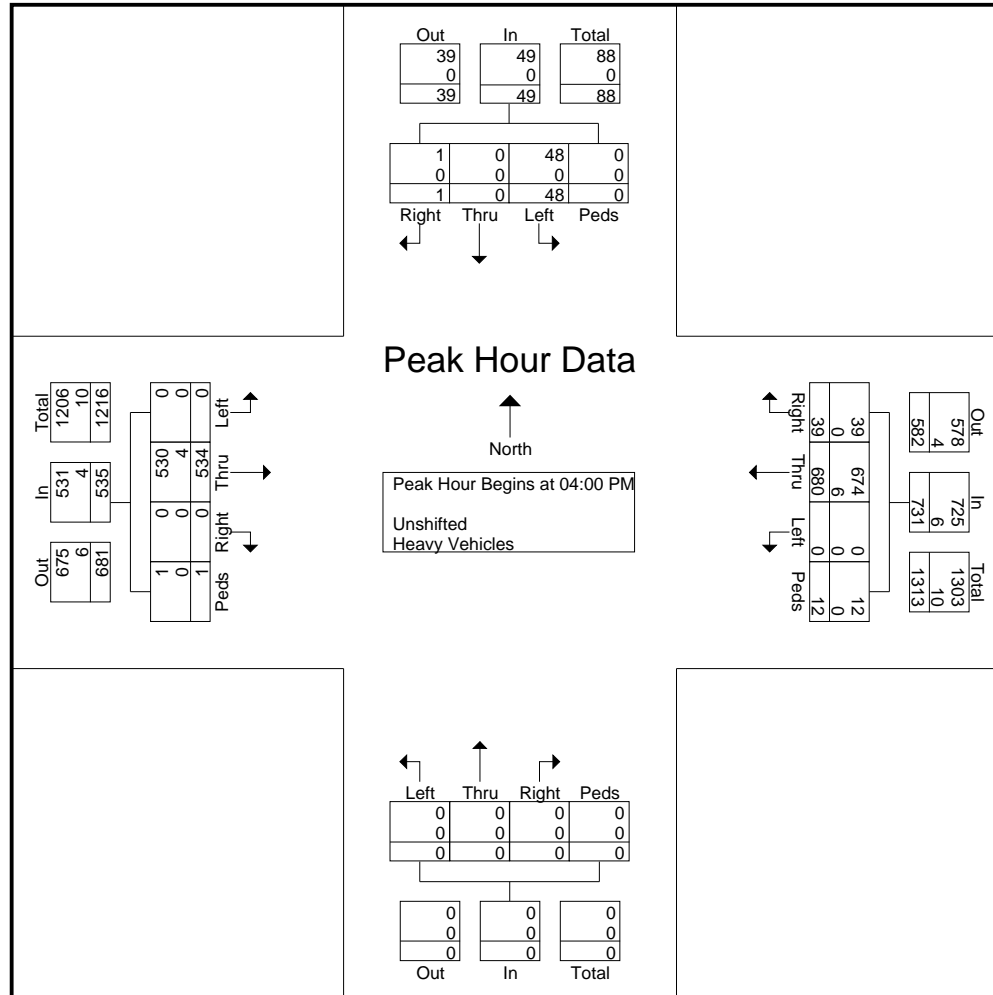 Out In Total
39 49 88
0 0 0
39 49 88
1 0 48 0
0 0 0 0
1 0 48 0
Right Thru Left Peds
Peak Hour Data
North
Peak Hour Begins at 04:00 PM
Unshifted
Heavy Vehicles
Total In Out
1206 531 675
10 4 6
1216 535 681
Left Thru Right Peds
0 530 0 1
0 4 0 0
0 534 0 1
Right Thru Left Peds
39 674 0 12
0 6 0 0
39 680 0 12
Out In Total
578 725 1303
4 6 10
582 731 1313
Left Thru Right Peds
0 0 0 0
0 0 0 0
0 0 0 0
0 0 0
0 0 0
0 0 0
Out In Total